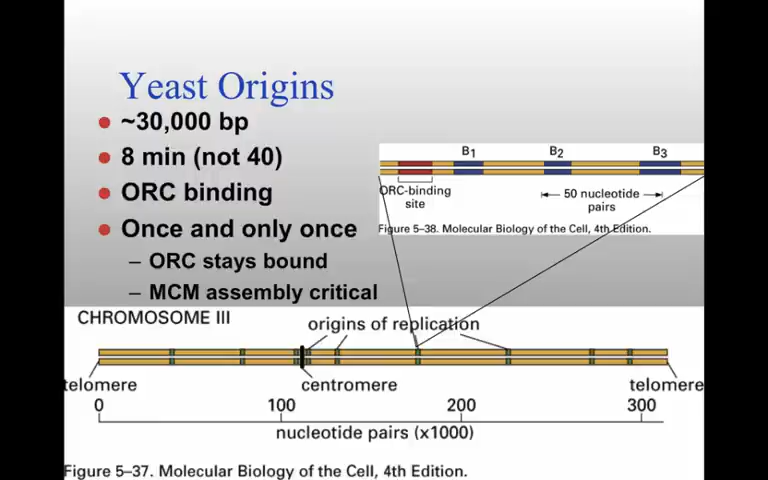 Yeast Origins
~30,000 bp
8 min (not 40)
ORC binding
Once and only once
– ORC stays bound
– MCM assembly critical
B1 B2 B3
ORC-binding
site
50 nucleotide
pairs
Figure 5–38. Molecular Biology of the Cell, 4th Edition.
CHROMOSOME III
origins of replication
telomere centromere telomere
0 100 200 300
nucleotide pairs (x1000)
Figure 5–37. Molecular Biology of the Cell, 4th Edition.